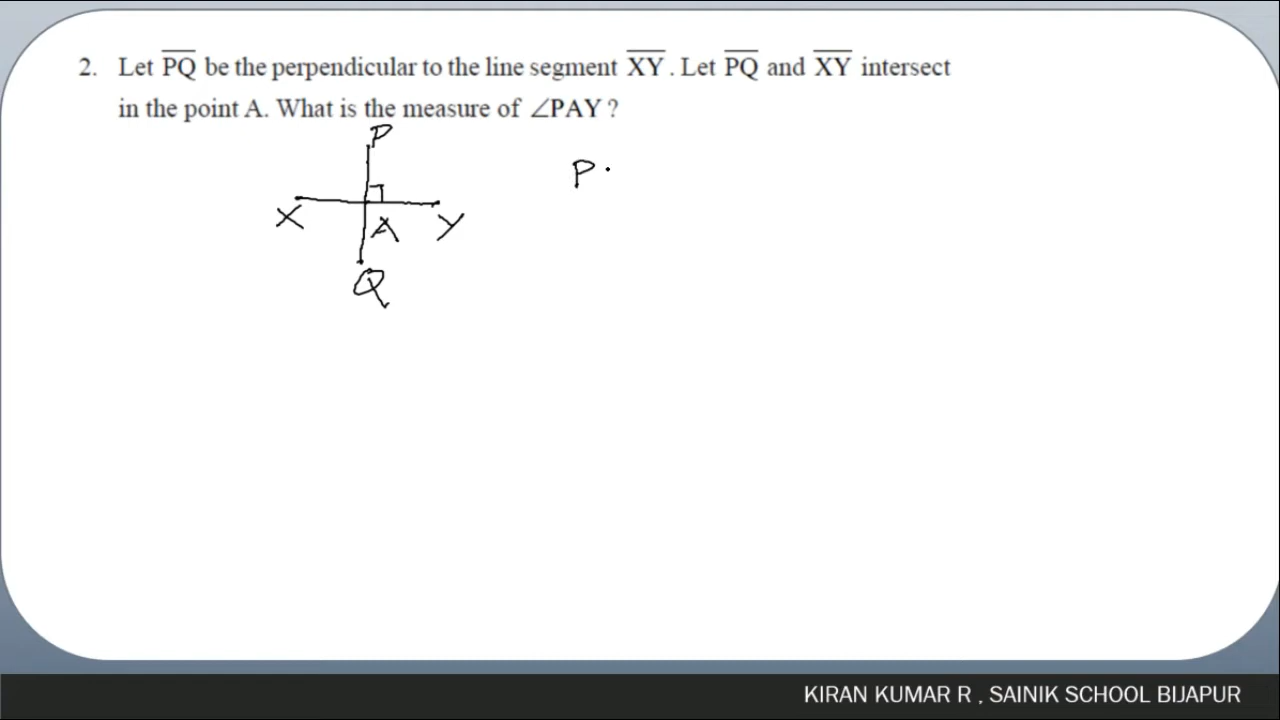 2. Let PQ be the perpendicular to the line segment XY. Let PQ and XY intersect
in the point A. What is the measure of ∠PAY ?
P
P
X
A
Y
Q
KIRAN KUMAR R , SAINIK SCHOOL BIJAPUR